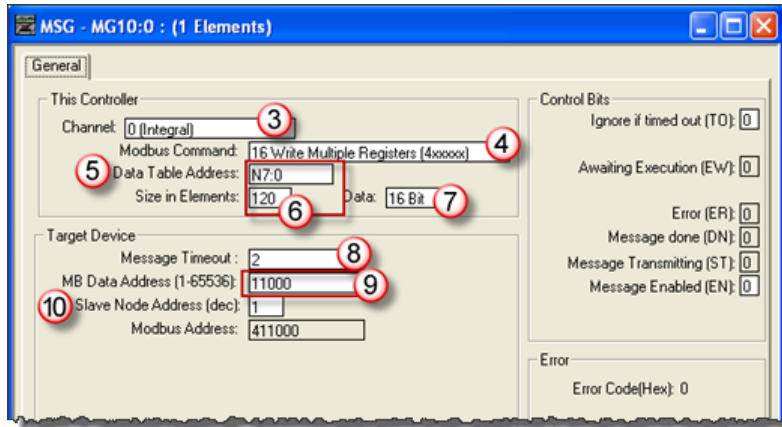 MSG - MG10:0 : (1 Elements)
General
This Controller
Channel: 0 (Integral) 3
Modbus Command: 16 Write Multiple Registers (4xxxxx) 4
5 Data Table Address: N7:0
Size in Elements: 120 6 Data: 16 Bit 7
Target Device
Message Timeout : 2 8
MB Data Address (1-65536): 11000 9
10 Slave Node Address (dec): 1
Modbus Address: 411000
Control Bits
Ignore if timed out (TO): 0
Awaiting Execution (EW): 0
Error (ER): 0
Message done (DN): 0
Message Transmitting (ST): 0
Message Enabled (EN): 0
Error
Error Code(Hex): 0